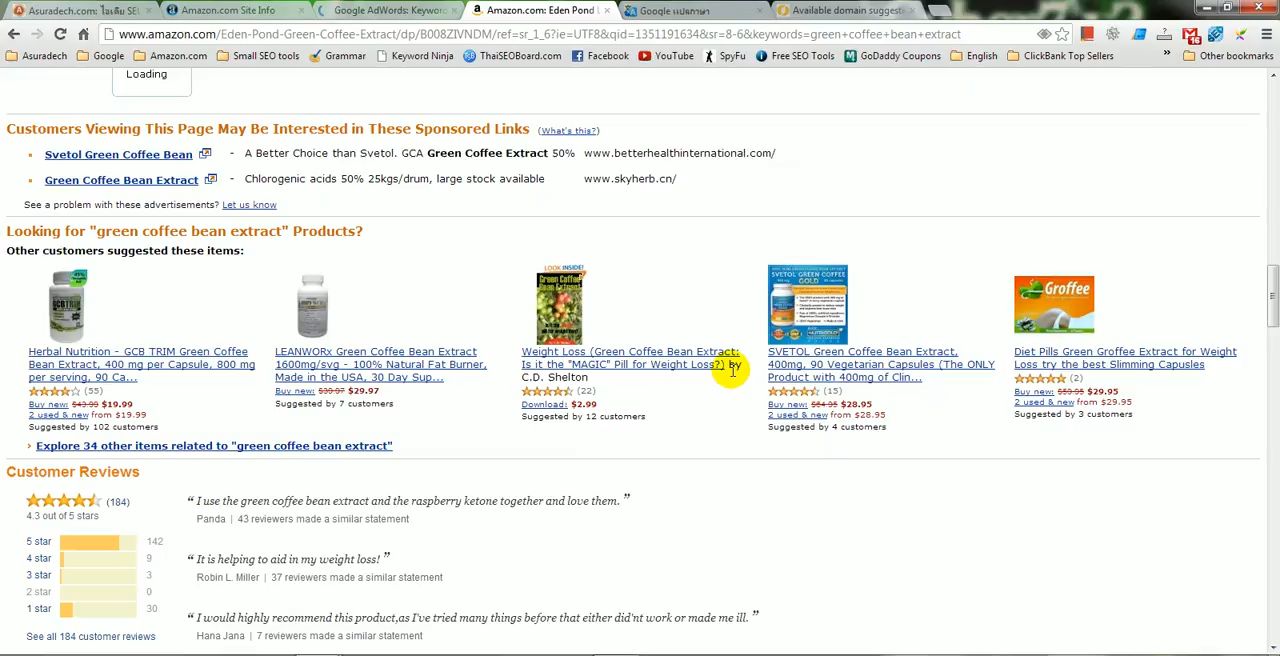 Asuradech.com: ไอเดีย SEO
Amazon.com Site Info
Google AdWords: Keyword
Amazon.com: Eden Pond L
Google แปลภาษา
Available domain suggesti
www.amazon.com/Eden-Pond-Green-Coffee-Extract/dp/B008ZIVNDM/ref=sr_1_6?ie=UTF8&qid=1351191634&sr=8-6&keywords=green+coffee+bean+extract
16
Asuradech
Google
Amazon.com
Small SEO tools
Grammar
Keyword Ninja
ThaiSEOBoard.com
Facebook
YouTube
SpyFu
Free SEO Tools
GoDaddy Coupons
English
ClickBank Top Sellers
»
Other bookmarks
Loading
Customers Viewing This Page May Be Interested in These Sponsored Links (What's this?)
Svetol Green Coffee Bean - A Better Choice than Svetol. GCA Green Coffee Extract 50% www.betterhealthinternational.com/
Green Coffee Bean Extract - Chlorogenic acids 50% 25kgs/drum, large stock available www.skyherb.cn/
See a problem with these advertisements? Let us know
Looking for "green coffee bean extract" Products?
Other customers suggested these items:
Herbal Nutrition - GCB TRIM Green Coffee
Bean Extract, 400 mg per Capsule, 800 mg
per serving, 90 Ca...
(55)
Buy new: $43.99 $19.99
2 used & new from $19.99
Suggested by 102 customers
LEANWORx Green Coffee Bean Extract
1600mg/svg - 100% Natural Fat Burner,
Made in the USA, 30 Day Sup...
Buy new: $39.97 $29.97
Suggested by 7 customers
LOOK INSIDE!
Green Coffee
Weight Loss (Green Coffee Bean Extract:
Is it the "MAGIC" Pill for Weight Loss?) by
C.D. Shelton
(22)
Download: $2.99
Suggested by 12 customers
SVETOL GREEN COFFEE
GOLD
SVETOL Green Coffee Bean Extract,
400mg, 90 Vegetarian Capsules (The ONLY
Product with 400mg of Clin...
(15)
Buy new: $64.95 $28.95
2 used & new from $28.95
Suggested by 4 customers
Groffee
Diet Pills Green Groffee Extract for Weight
Loss try the best Slimming Capsules
(2)
Buy new: $59.95 $29.95
2 used & new from $29.95
Suggested by 3 customers
› Explore 34 other items related to "green coffee bean extract"
Customer Reviews
(184)
4.3 out of 5 stars
5 star 142
4 star 9
3 star 3
2 star 0
1 star 30
See all 184 customer reviews
“ I use the green coffee bean extract and the raspberry ketone together and love them. ”
Panda | 43 reviewers made a similar statement
“ It is helping to aid in my weight loss! ”
Robin L. Miller | 37 reviewers made a similar statement
“ I would highly recommend this product,as I've tried many things before that either did'nt work or made me ill. ”
Hana Jana | 7 reviewers made a similar statement